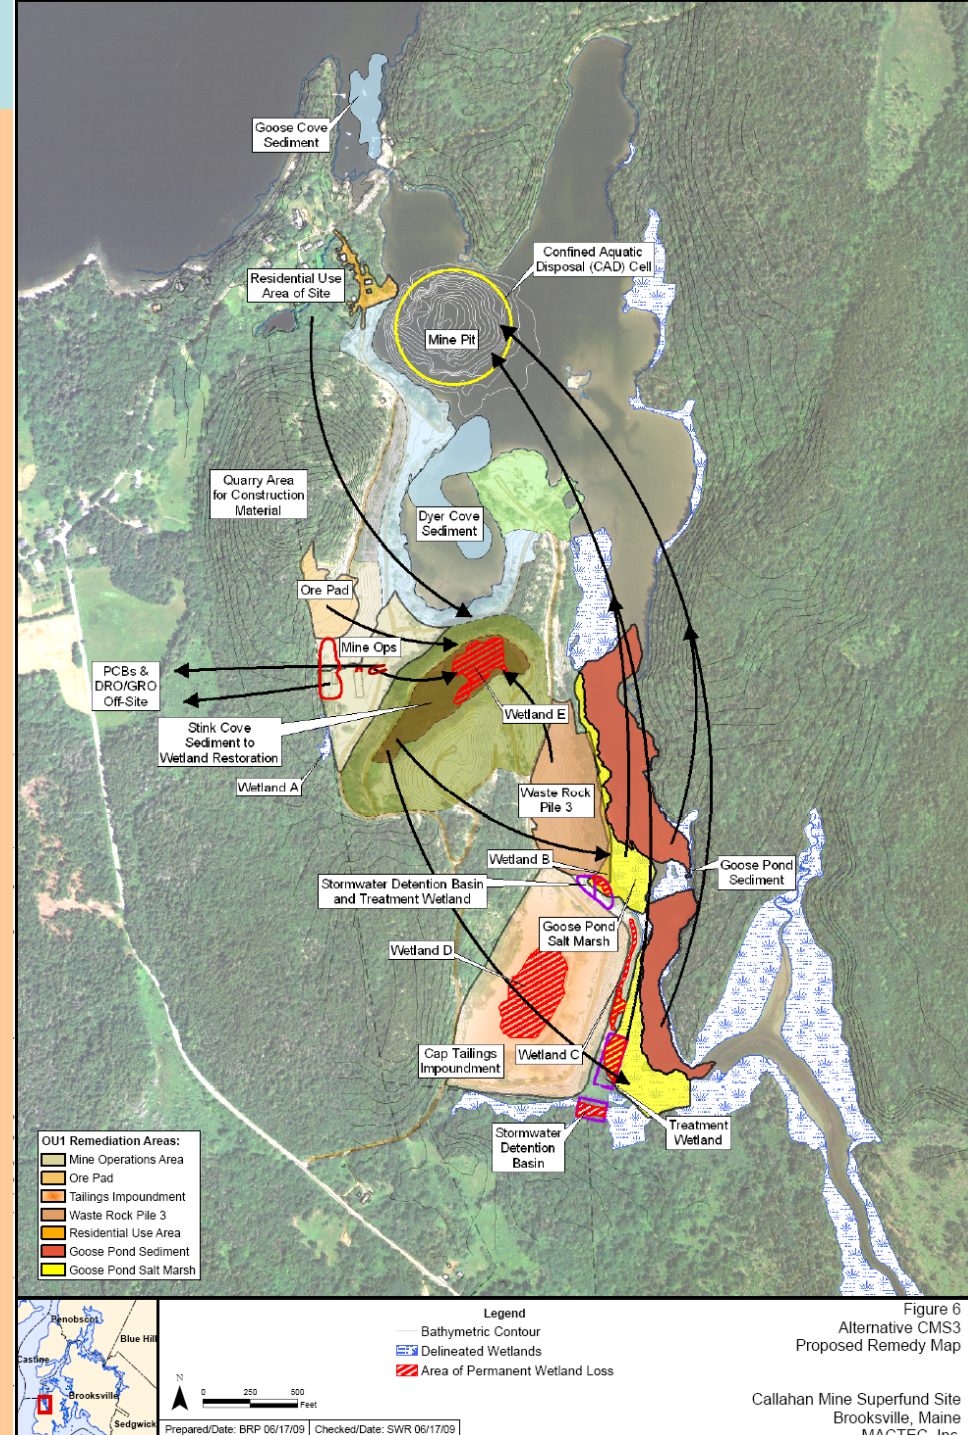 Goose Cove
Sediment
Confined Aquatic
Disposal (CAD) Cell
Residential Use
Area of Site
Mine Pit
Quarry Area
for Construction
Material
Dyer Cove
Sediment
Ore Pad
Mine Ops
PCBs &
DRO/GRO
Off-Site
Wetland E
Stink Cove
Sediment to
Wetland Restoration
Wetland A
Waste Rock
Pile 3
Wetland B
Goose Pond
Sediment
Stormwater Detention Basin
and Treatment Wetland
Goose Pond
Salt Marsh
Wetland D
Cap Tailings
Impoundment
Wetland C
Treatment
Wetland
Stormwater
Detention
Basin
OU1 Remediation Areas:
Mine Operations Area
Ore Pad
Tailings Impoundment
Waste Rock Pile 3
Residential Use Area
Goose Pond Sediment
Goose Pond Salt Marsh
Penobscot
Blue Hill
Castine
Brooksville
Sedgwick
N
0 250 500
Feet
Prepared/Date: BRP 06/17/09
Checked/Date: SWR 06/17/09
Legend
Bathymetric Contour
Delineated Wetlands
Area of Permanent Wetland Loss
Figure 6
Alternative CMS3
Proposed Remedy Map
Callahan Mine Superfund Site
Brooksville, Maine
MACTEC, Inc.